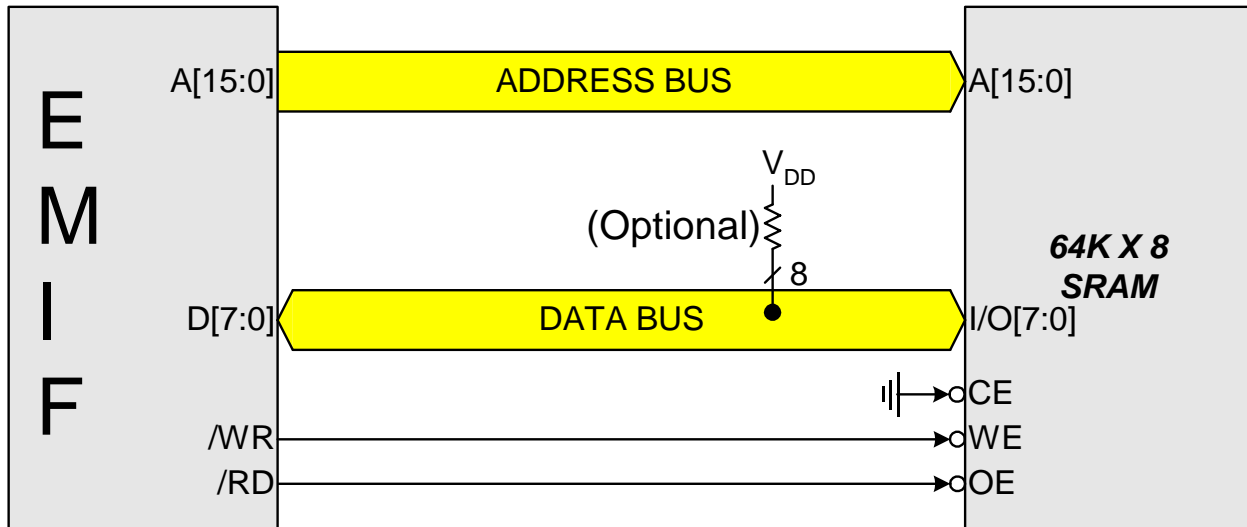 EMIF
A[15:0]
ADDRESS BUS
A[15:0]
VDD
(Optional)
8
64K X 8
SRAM
D[7:0]
DATA BUS
I/O[7:0]
CE
/WR
WE
/RD
OE